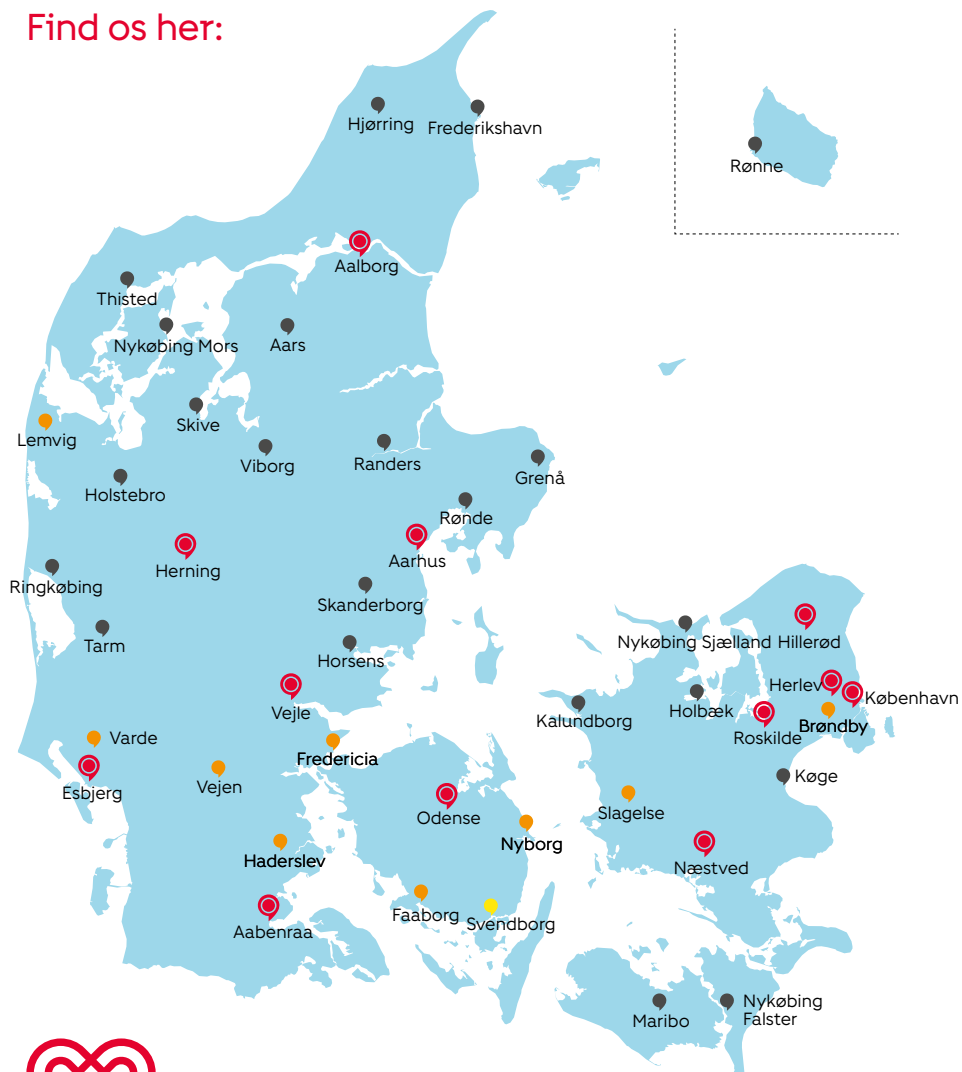 Find os her:
Hjørring
Frederikshavn
Rønne
Aalborg
Thisted
Nykøbing Mors
Aars
Skive
Lemvig
Viborg
Randers
Grenå
Holstebro
Rønde
Herning
Aarhus
Ringkøbing
Skanderborg
Tarm
Horsens
Nykøbing Sjælland
Hillerød
Herlev
København
Vejle
Kalundborg
Holbæk
Roskilde
Brøndby
Varde
Fredericia
Esbjerg
Vejen
Køge
Odense
Slagelse
Nyborg
Haderslev
Næstved
Faaborg
Svendborg
Aabenraa
Maribo
Nykøbing
Falster